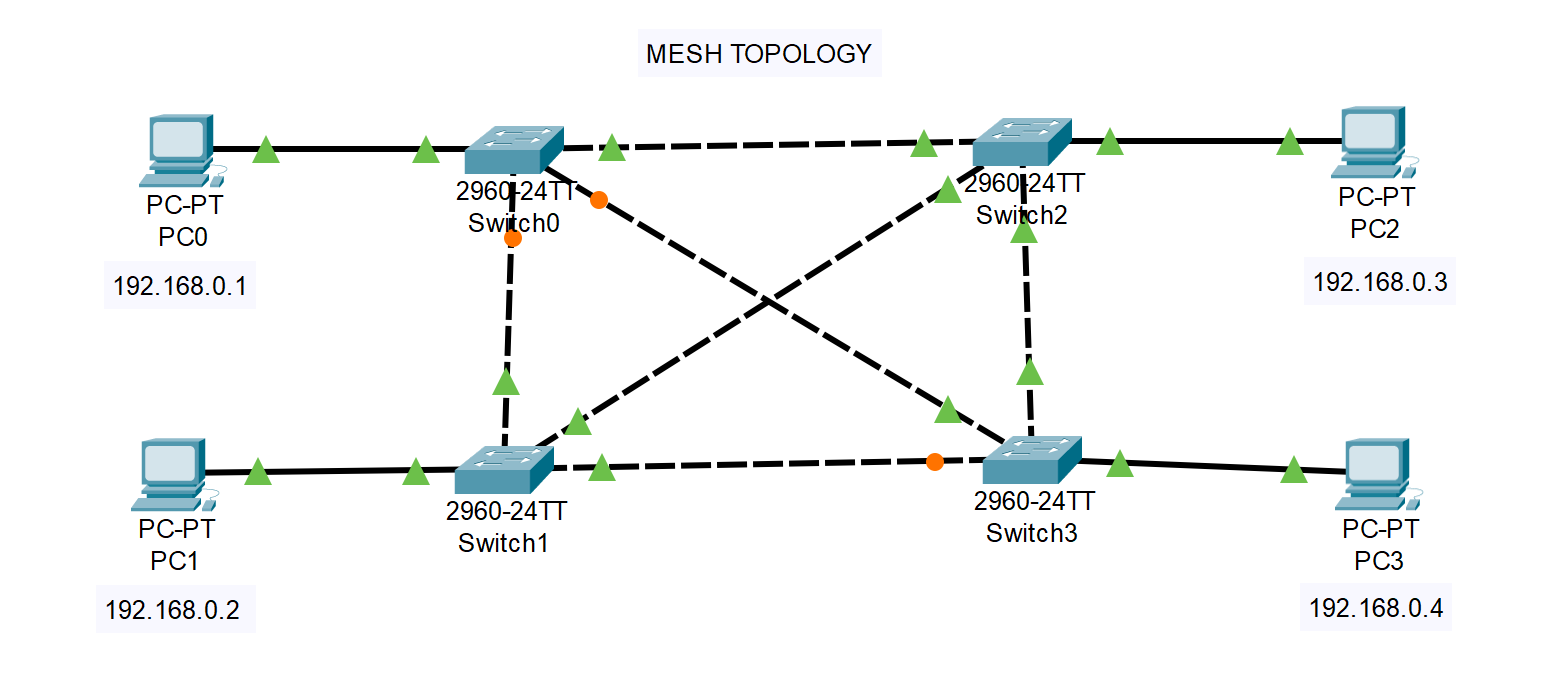 MESH TOPOLOGY
PC-PT
PC0
192.168.0.1
2960-24TT
Switch0
2960-24TT
Switch2
PC-PT
PC2
192.168.0.3
PC-PT
PC1
192.168.0.2
2960-24TT
Switch1
2960-24TT
Switch3
PC-PT
PC3
192.168.0.4